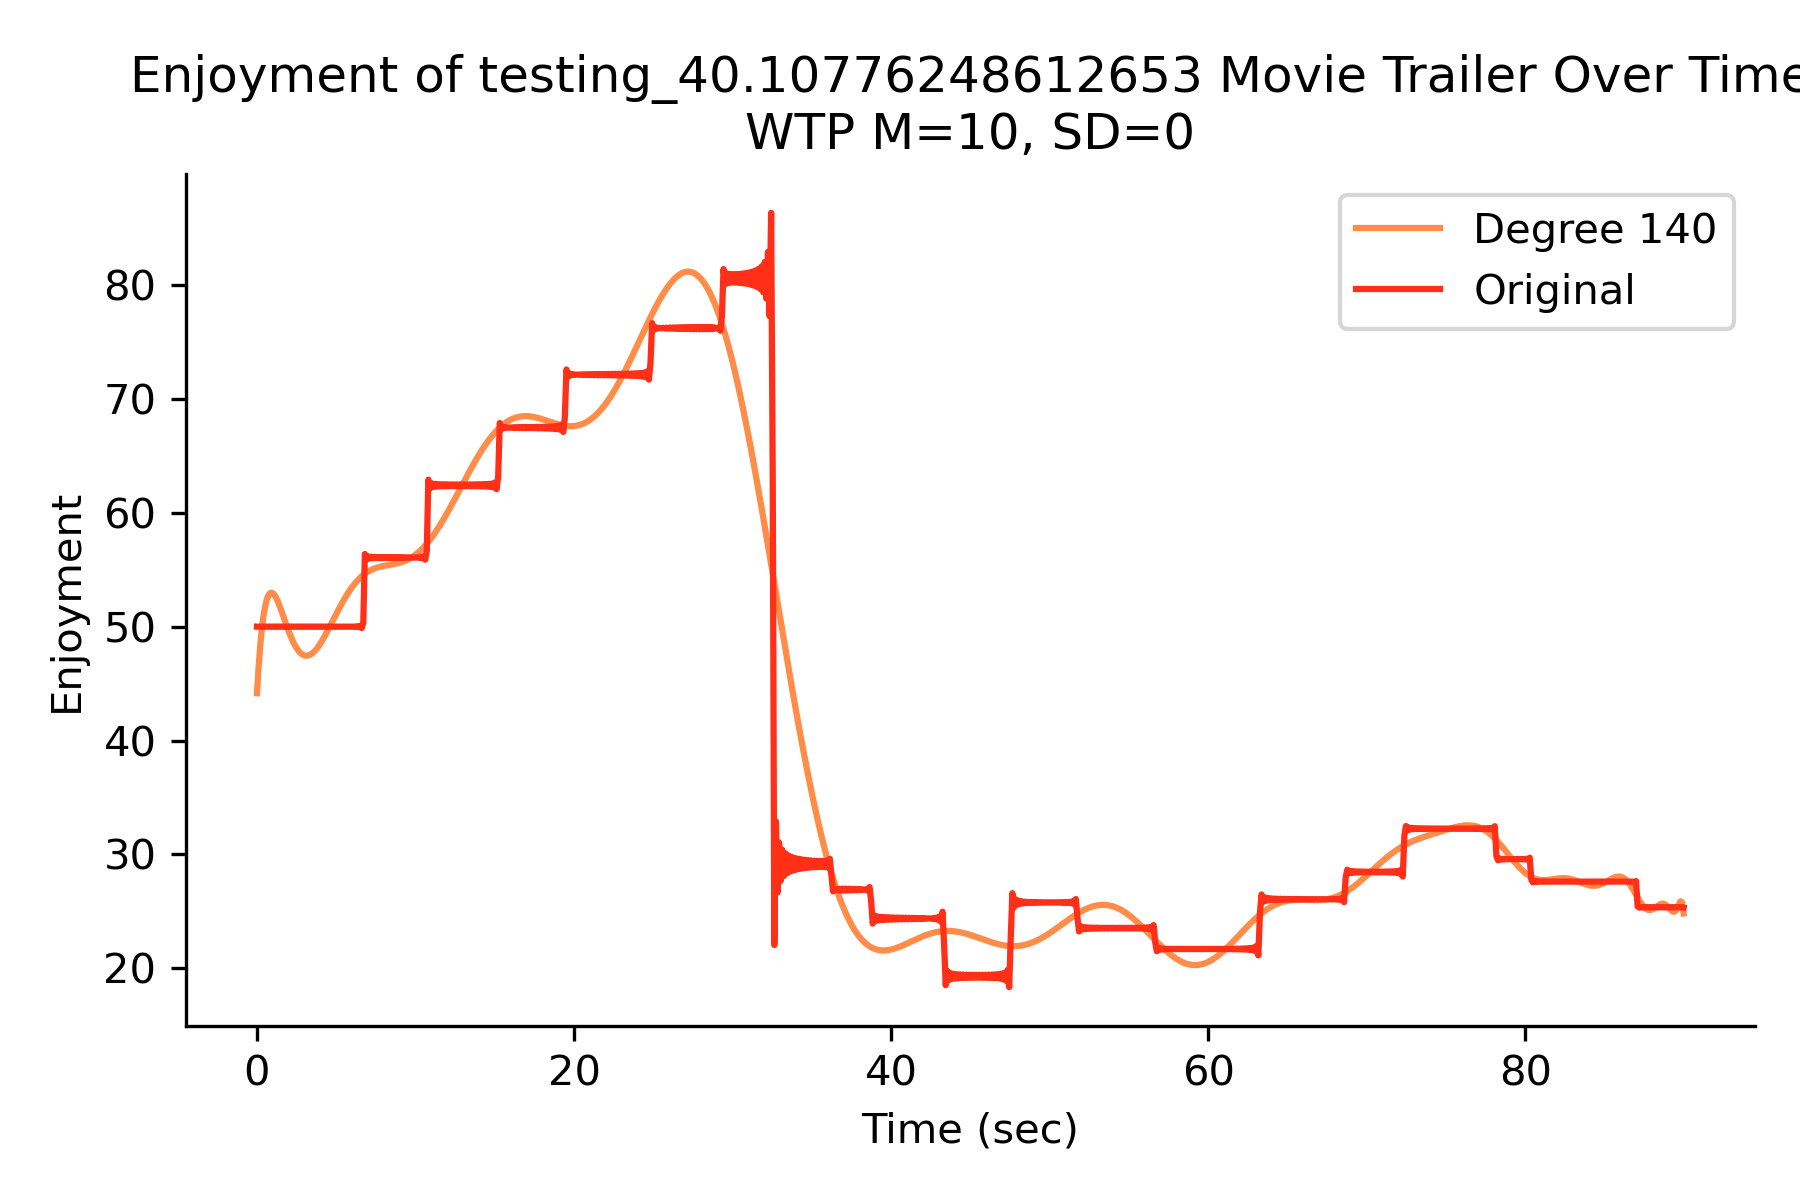 Enjoyment of testing_40.10776248612653 Movie Trailer Over Time
WTP M=10, SD=0
Degree 140
Original
80
70
60
50
40
30
20
Enjoyment
0 20 40 60 80
Time (sec)